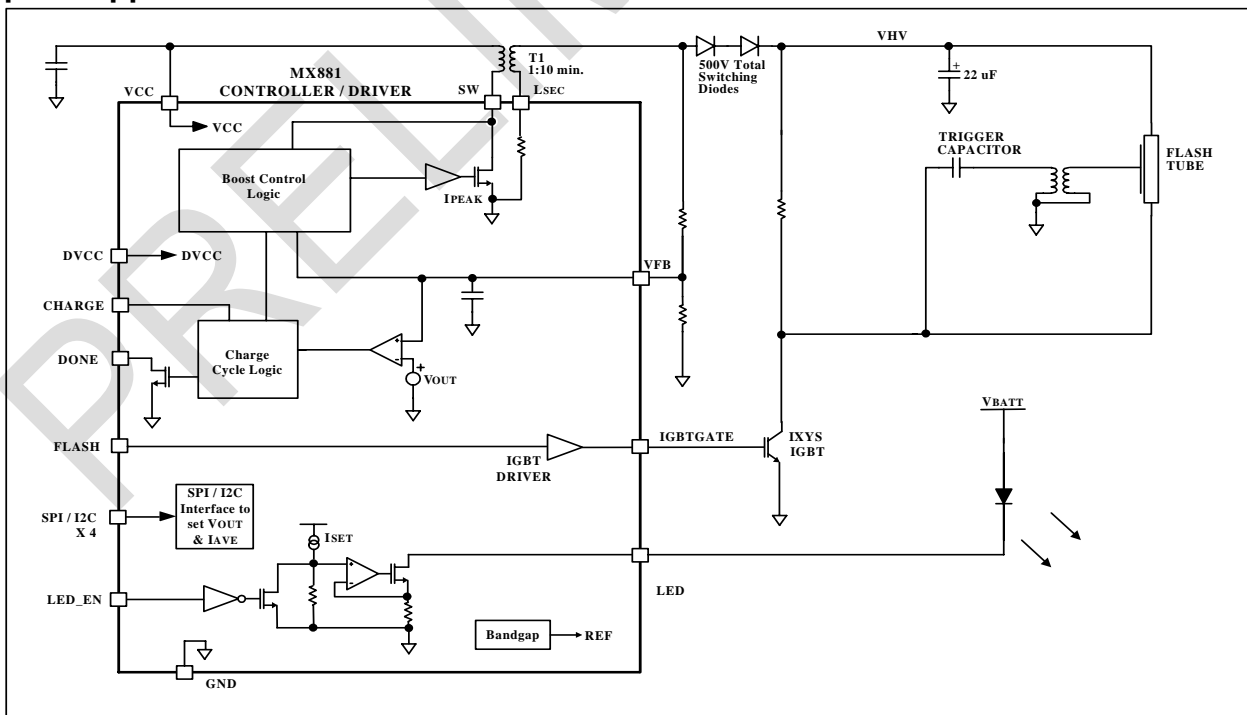 VHV
T1
1:10 min.
500V Total
Switching
Diodes
+
22 uF
MX881
CONTROLLER / DRIVER
VCC
SW
LSEC
VCC
TRIGGER
CAPACITOR
FLASH
TUBE
Boost Control
Logic
IPEAK
DVCC
DVCC
VFB
CHARGE
Charge
Cycle Logic
+
-
+
VOUT
DONE
VBATT
FLASH
IGBT
DRIVER
IGBTGATE
IXYS
IGBT
SPI / I2C
X 4
SPI / I2C
Interface to
set VOUT
& IAVE
ISET
+
-
LED
LED_EN
Bandgap
REF
GND
PRELI